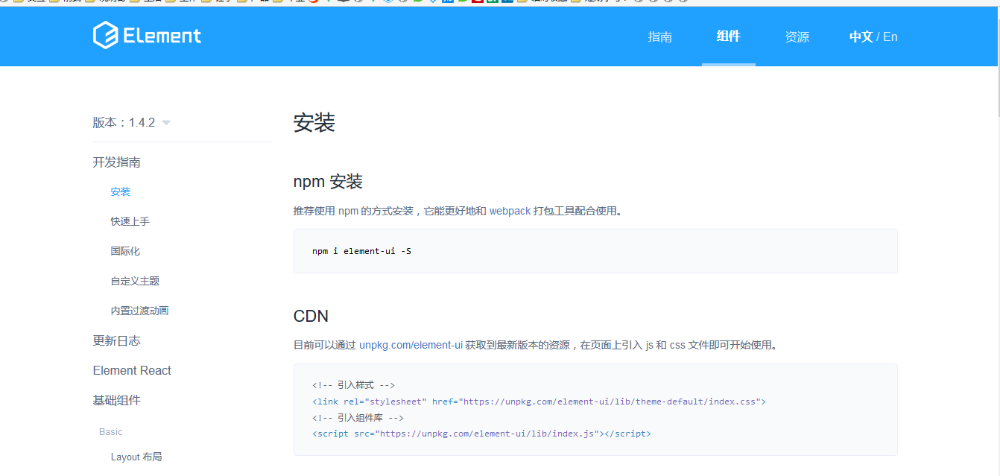 Element
指南 组件 资源 中文 / En
版本：1.4.2
开发指南
安装
快速上手
国际化
自定义主题
内置过渡动画
更新日志
Element React
基础组件
Basic
Layout 布局
安装
npm 安装
推荐使用 npm 的方式安装，它能更好地和 webpack 打包工具配合使用。
npm i element-ui -S
CDN
目前可以通过 unpkg.com/element-ui 获取到最新版本的资源，在页面上引入 js 和 css 文件即可开始使用。
<!-- 引入样式 -->
<link rel="stylesheet" href="https://unpkg.com/element-ui/lib/theme-default/index.css">
<!-- 引入组件库 -->
<script src="https://unpkg.com/element-ui/lib/index.js"></script>